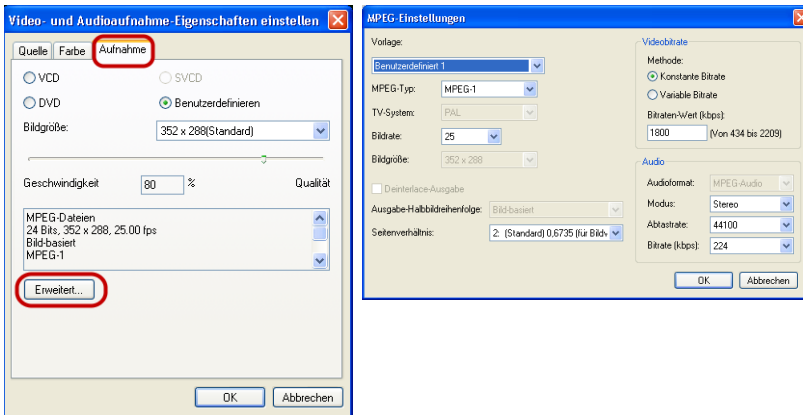 Video- und Audioaufnahme-Eigenschaften einstellen
Quelle Farbe Aufnahme
VCD SVCD
DVD Benutzerdefinieren
Bildgröße: 352 x 288(Standard)
Geschwindigkeit 80 % Qualität
MPEG-Dateien
24 Bits, 352 x 288, 25.00 fps
Bild-basiert
MPEG-1
Erweitert...
OK Abbrechen
MPEG-Einstellungen
Vorlage:
Benutzerdefiniert 1
MPEG-Typ: MPEG-1
TV-System: PAL
Bildrate: 25
Bildgröße: 352 x 288
Deinterlace-Ausgabe
Ausgabe-Halbbildreihenfolge: Bild-basiert
Seitenverhältnis: 2: (Standard) 0,6735 (für Bildv
Videobitrate
Methode:
Konstante Bitrate
Variable Bitrate
Bitraten-Wert (kbps):
1800 (Von 434 bis 2209)
Audio
Audioformat: MPEG-Audio
Modus: Stereo
Abtastrate: 44100
Bitrate (kbps): 224
OK Abbrechen